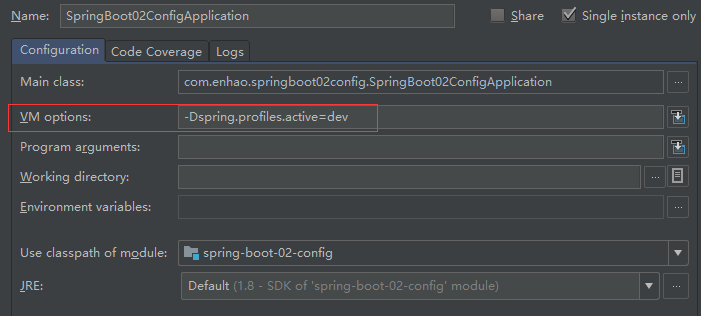 Name: SpringBoot02ConfigApplication Share Single instance only
Configuration Code Coverage Logs
Main class: com.enhao.springboot02config.SpringBoot02ConfigApplication ...
VM options: -Dspring.profiles.active=dev
Program arguments:
Working directory: ...
Environment variables: ...
Use classpath of module: spring-boot-02-config
JRE: Default (1.8 - SDK of 'spring-boot-02-config' module) ...